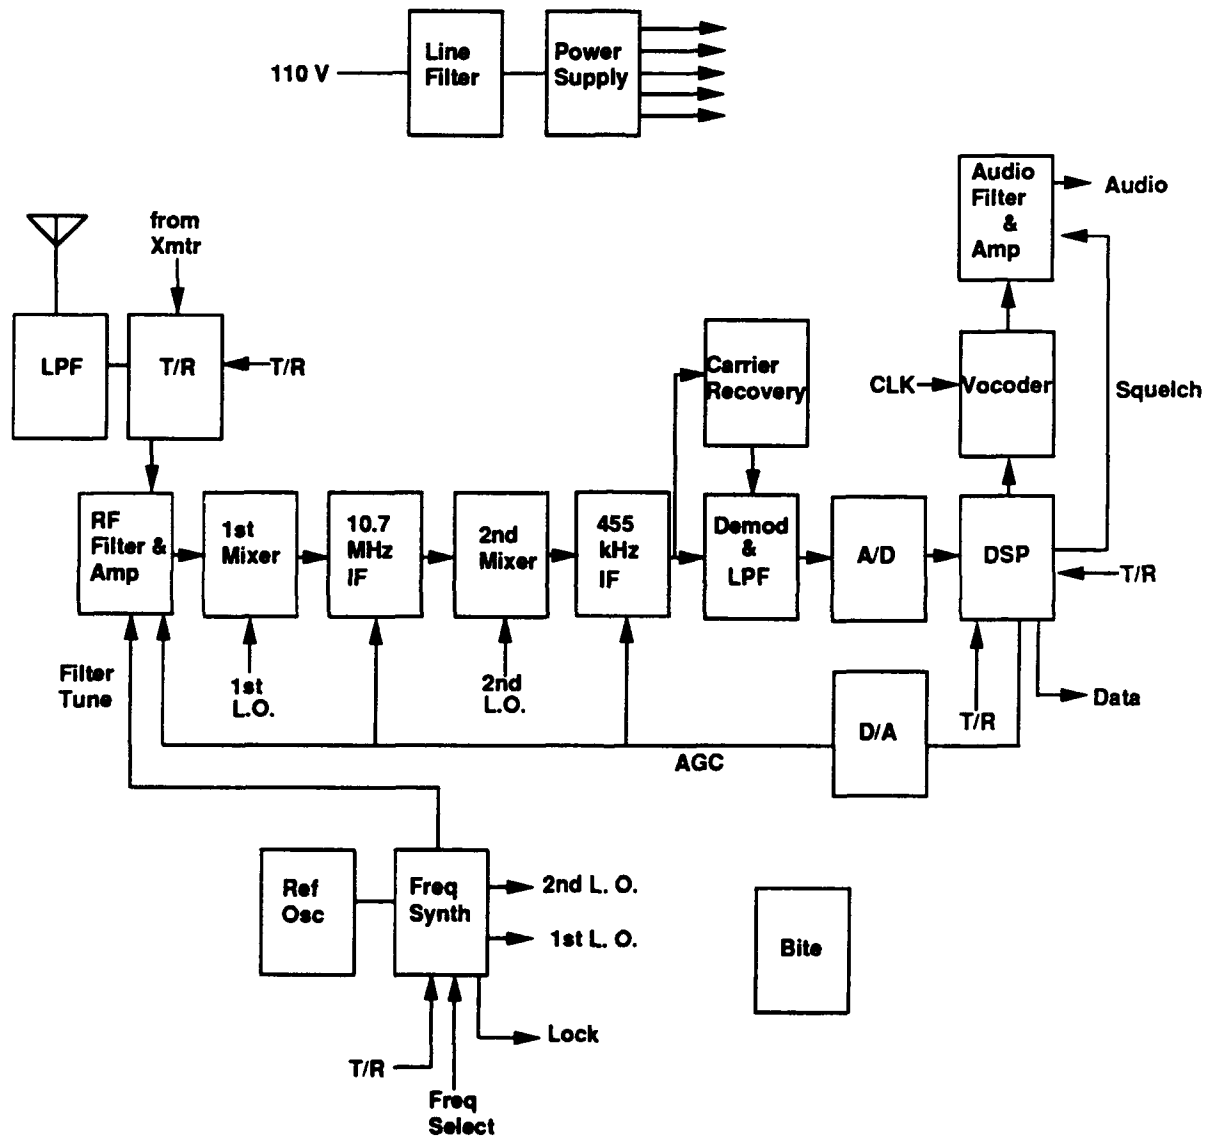 110 V
Line
Filter
Power
Supply
Audio
Filter
&
Amp
Audio
from
Xmtr
LPF
T/R
T/R
Carrier
Recovery
CLK
Vocoder
Squelch
RF
Filter &
Amp
1st
Mixer
10.7
MHz
IF
2nd
Mixer
455
kHz
IF
Demod
&
LPF
A/D
DSP
T/R
Filter
Tune
1st
L.O.
2nd
L.O.
D/A
T/R
Data
AGC
Ref
Osc
Freq
Synth
2nd L. O.
1st L. O.
Bite
Lock
T/R
Freq
Select